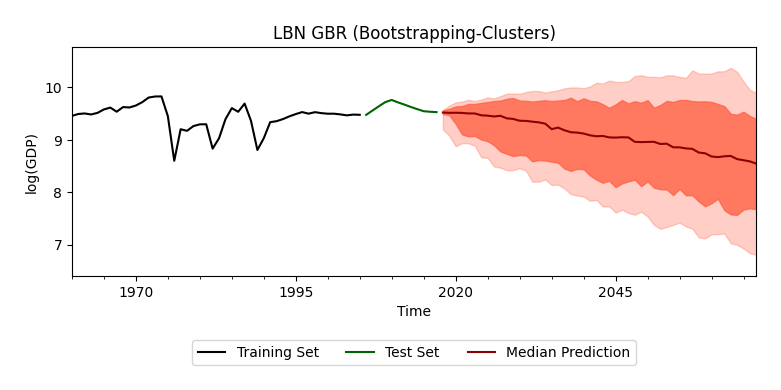 LBN GBR (Bootstrapping-Clusters)
10
9
8
7
log(GDP)
1970 1995 2020 2045
Time
Training Set Test Set Median Prediction